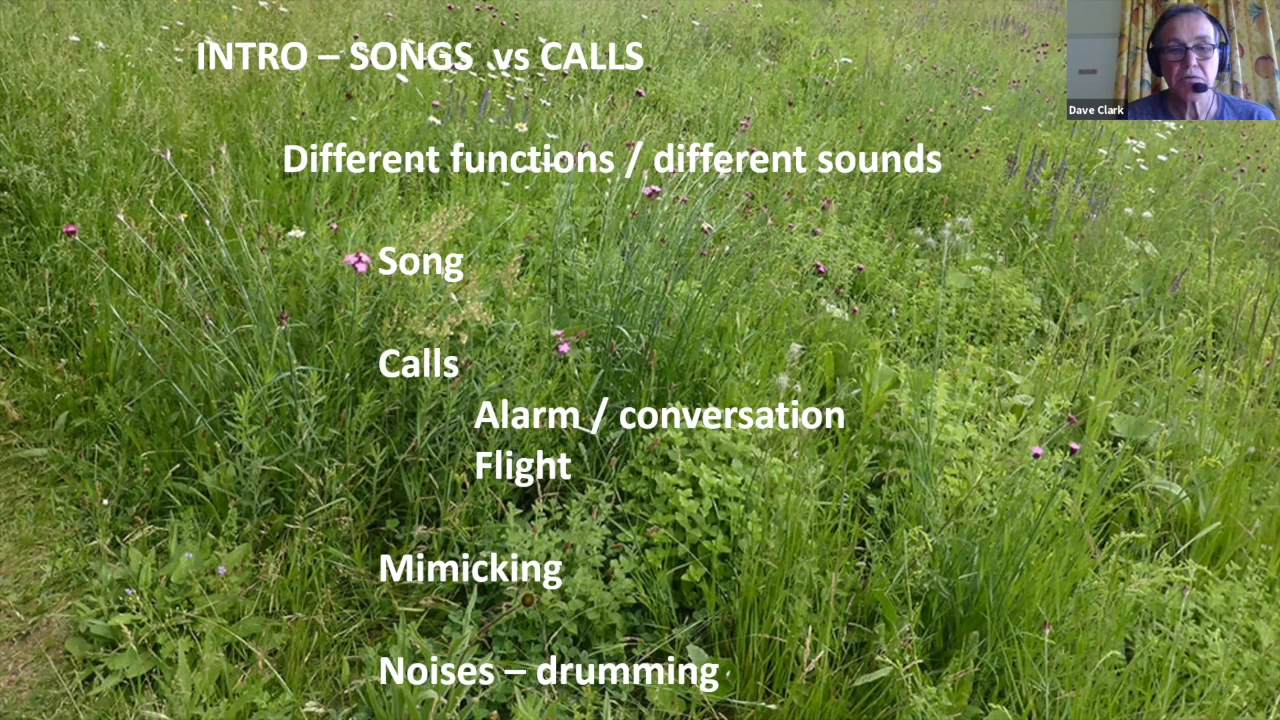 INTRO – SONGS vs CALLS
Dave Clark
Different functions / different sounds
Song
Calls
Alarm / conversation
Flight
Mimicking
Noises – drumming